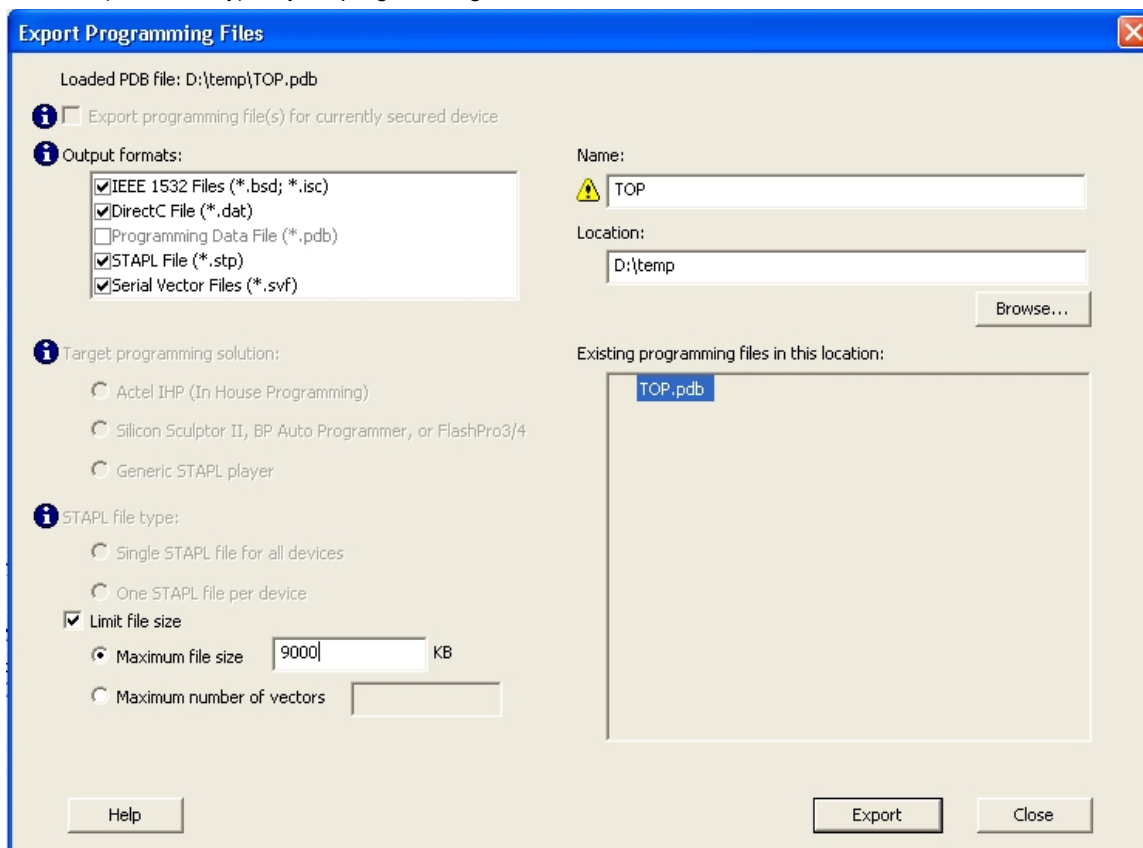 Export Programming Files
Loaded PDB file: D:\temp\TOP.pdb
Export programming file(s) for currently secured device
Output formats:
IEEE 1532 Files (*.bsd; *.isc)
DirectC File (*.dat)
Programming Data File (*.pdb)
STAPL File (*.stp)
Serial Vector Files (*.svf)
Name:
TOP
Location:
D:\temp
Browse...
Target programming solution:
Actel IHP (In House Programming)
Silicon Sculptor II, BP Auto Programmer, or FlashPro3/4
Generic STAPL player
STAPL file type:
Single STAPL file for all devices
One STAPL file per device
Limit file size
Maximum file size 9000 KB
Maximum number of vectors
Existing programming files in this location:
TOP.pdb
Help
Export
Close